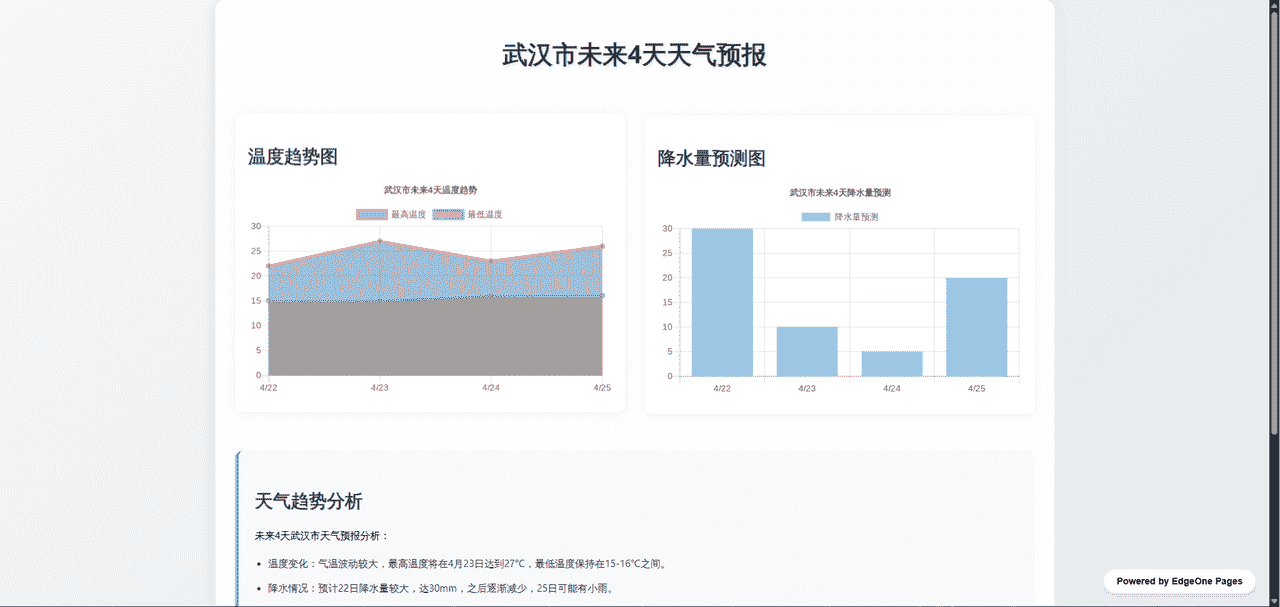 武汉市未来4天天气预报
温度趋势图
武汉市未来4天温度趋势
最高温度 最低温度
30
25
20
15
10
5
0
4/22 4/23 4/24 4/25
降水量预测图
武汉市未来4天降水量预测
降水量预测
30
25
20
15
10
5
0
4/22 4/23 4/24 4/25
天气趋势分析
未来4天武汉市天气预报分析：
• 温度变化：气温波动较大，最高温度将在4月23日达到27°C，最低温度保持在15-16°C之间。
• 降水情况：预计22日降水量较大，达30mm，之后逐渐减少，25日可能有小雨。
Powered by EdgeOne Pages